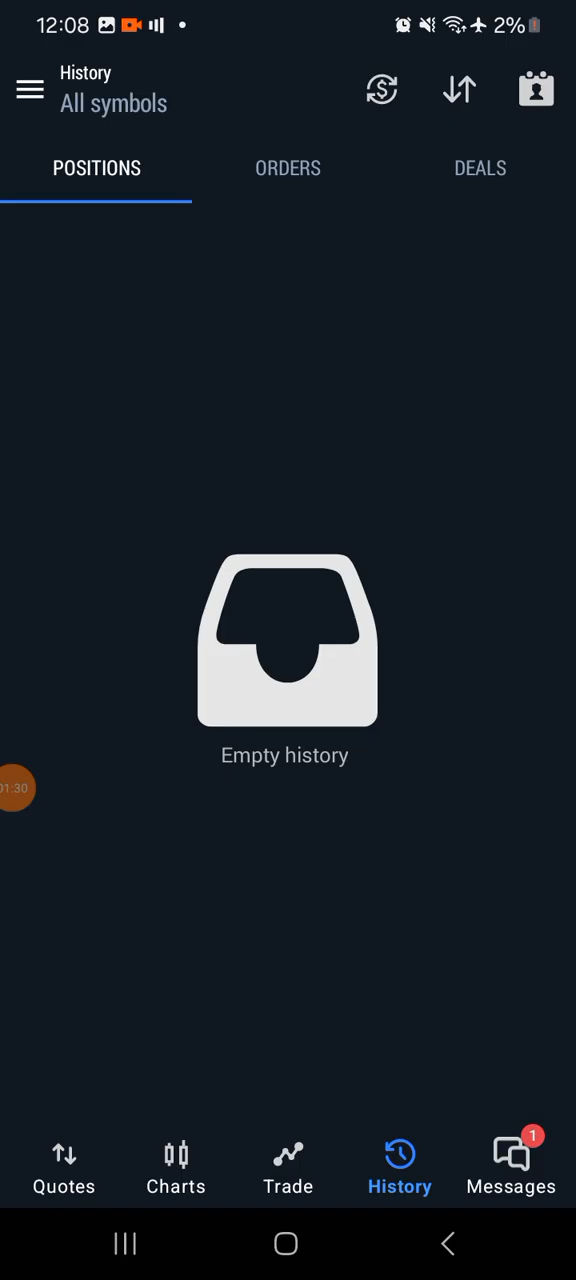 12:08
2%
History
All symbols
POSITIONS ORDERS DEALS
Empty history
01:30
1
Quotes Charts Trade History Messages